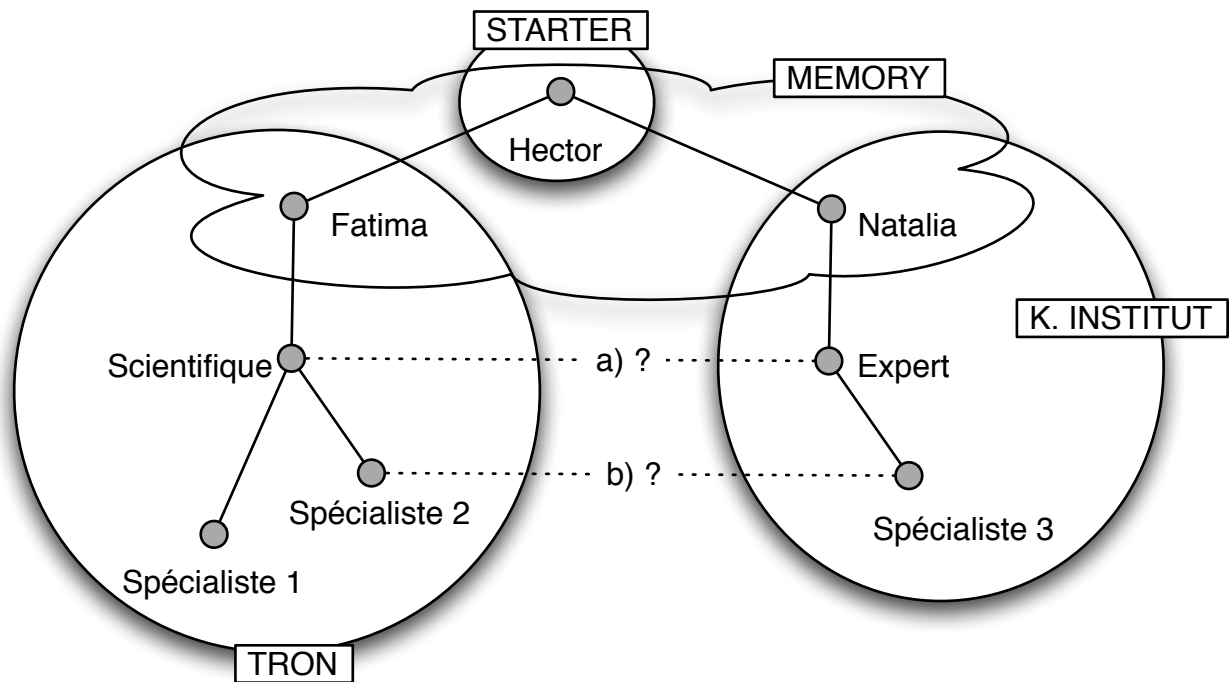 STARTER
MEMORY
Hector
Fatima
Natalia
K. INSTITUT
Scientifique
a) ?
Expert
b) ?
Spécialiste 2
Spécialiste 3
Spécialiste 1
TRON